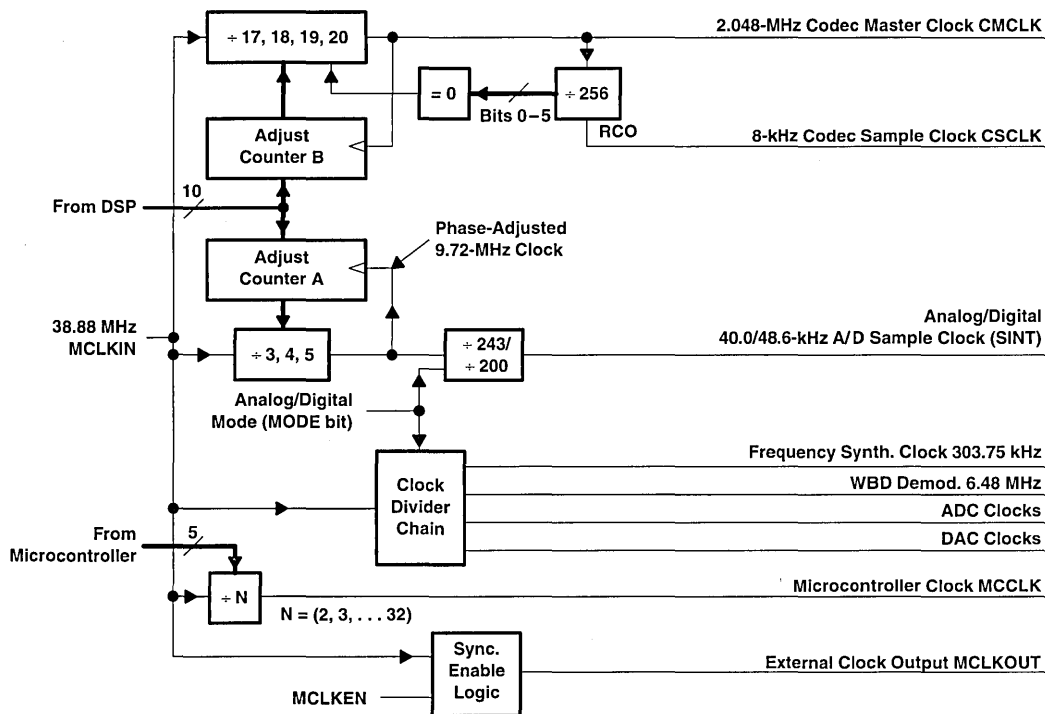 ÷ 17, 18, 19, 20
2.048-MHz Codec Master Clock CMCLK
= 0
Bits 0–5
÷ 256
RCO
8-kHz Codec Sample Clock CSCLK
Adjust
Counter B
From DSP
10
Adjust
Counter A
Phase-Adjusted
9.72-MHz Clock
38.88 MHz
MCLKIN
÷ 3, 4, 5
÷ 243/
÷ 200
Analog/Digital
40.0/48.6-kHz A/D Sample Clock (SINT)
Analog/Digital
Mode (MODE bit)
Clock
Divider
Chain
Frequency Synth. Clock 303.75 kHz
WBD Demod. 6.48 MHz
ADC Clocks
DAC Clocks
From
Microcontroller
5
÷ N
N = (2, 3, . . . 32)
Microcontroller Clock MCCLK
Sync.
Enable
Logic
MCLKEN
External Clock Output MCLKOUT